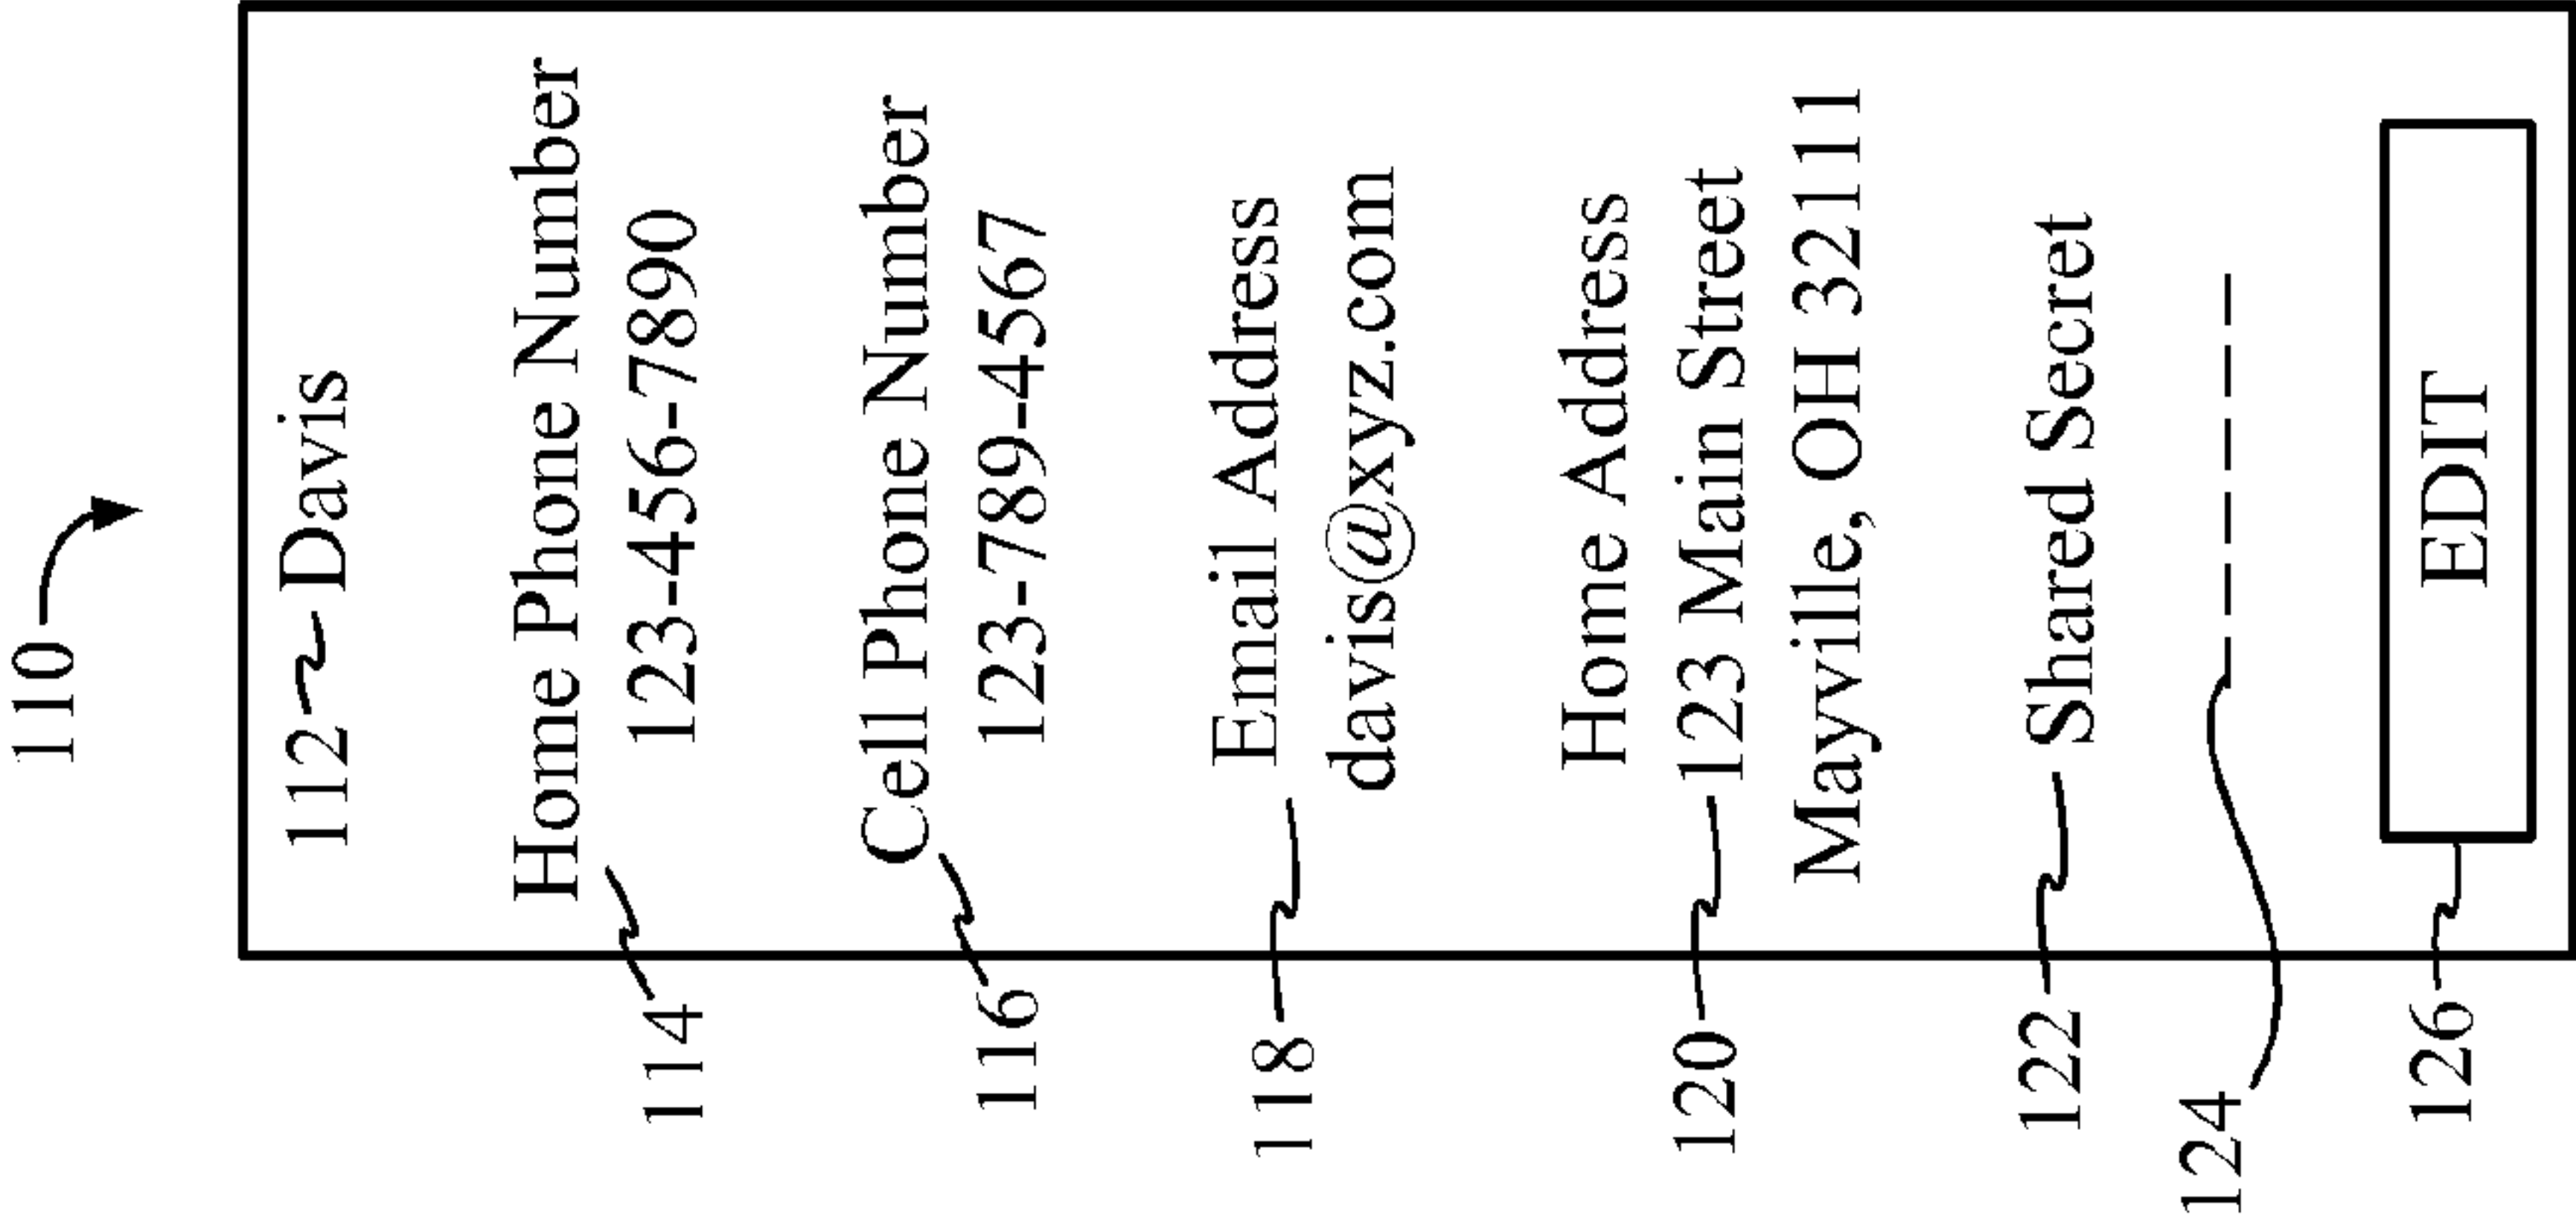 110
112 Davis
Home Phone Number
114
123-456-7890
Cell Phone Number
116
123-789-4567
118
Email Address
davis@xyz.com
Home Address
120
123 Main Street
Mayville, OH 32111
122
Shared Secret
124
126
EDIT